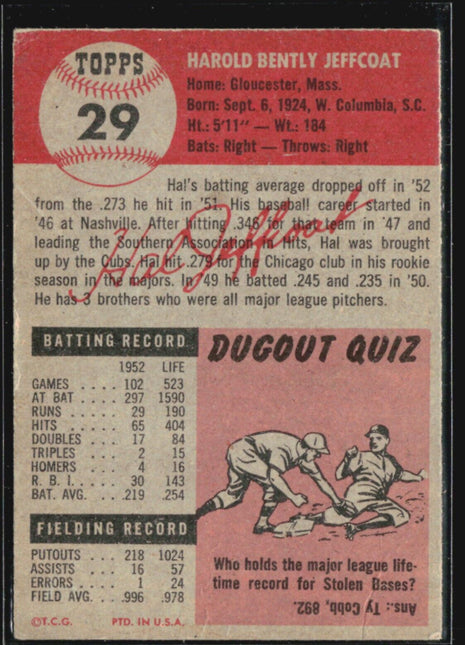 TOPPS
29
HAROLD BENTLY JEFFCOAT
Home: Gloucester, Mass.
Born: Sept. 6, 1924, W. Columbia, S.C.
Ht.: 5'11" — Wt.: 184
Bats: Right — Throws: Right
Hal's batting average dropped off in '52
from the .273 he hit in '51. His baseball career started in
'46 at Nashville. After hitting .346 for that team in '47 and
leading the Southern Association in Hits, Hal was brought
up by the Cubs. Hal hit .279 for the Chicago club in his rookie
season in the majors. In '49 he batted .245 and .235 in '50.
He has 3 brothers who were all major league pitchers.
Hal Jeffcoat
BATTING RECORD
1952 LIFE
GAMES .... 102 523
AT BAT .... 297 1590
RUNS .... 29 190
HITS .... 65 404
DOUBLES .... 17 84
TRIPLES .... 2 15
HOMERS .... 4 16
R. B. I. .... 30 143
BAT. AVG. .... .219 .254
FIELDING RECORD
PUTOUTS ... 218 1024
ASSISTS ... 16 57
ERRORS ... 1 24
FIELD AVG. .. .996 .978
©T.C.G. PTD. IN U.S.A.
DUGOUT QUIZ
Who holds the major league life-
time record for Stolen Bases?
Ans.: Ty Cobb, 892.